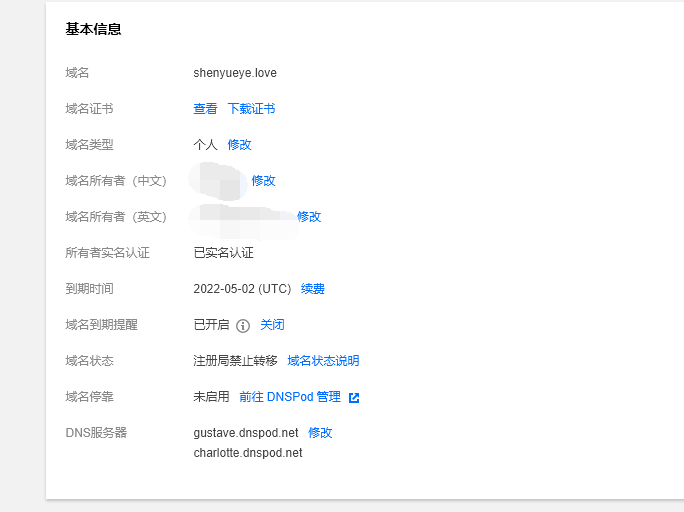 基本信息
域名 shenyueye.love
域名证书 查看 下载证书
域名类型 个人 修改
域名所有者（中文） 修改
域名所有者（英文） 修改
所有者实名认证 已实名认证
到期时间 2022-05-02 (UTC) 续费
域名到期提醒 已开启 关闭
域名状态 注册局禁止转移 域名状态说明
域名停靠 未启用 前往 DNSPod 管理
DNS服务器 gustave.dnspod.net 修改
charlotte.dnspod.net